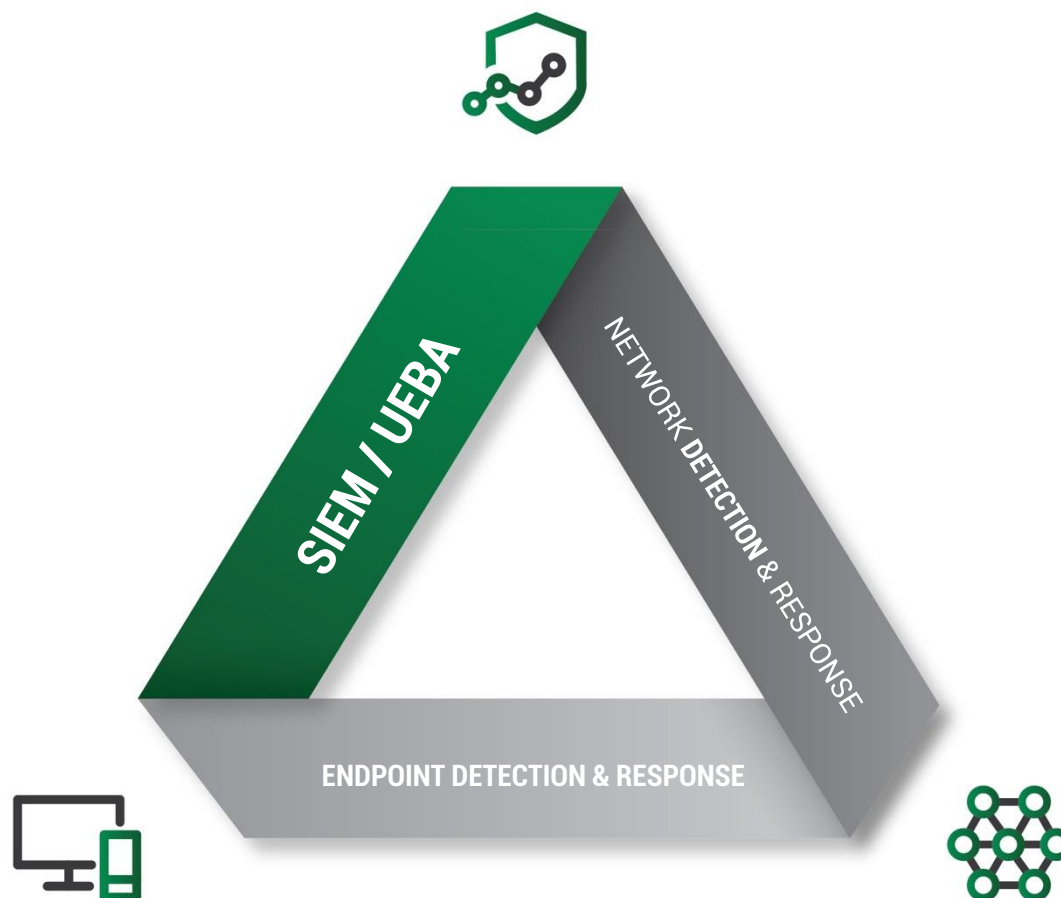 SIEM / UEBA
NETWORK DETECTION & RESPONSE
ENDPOINT DETECTION & RESPONSE